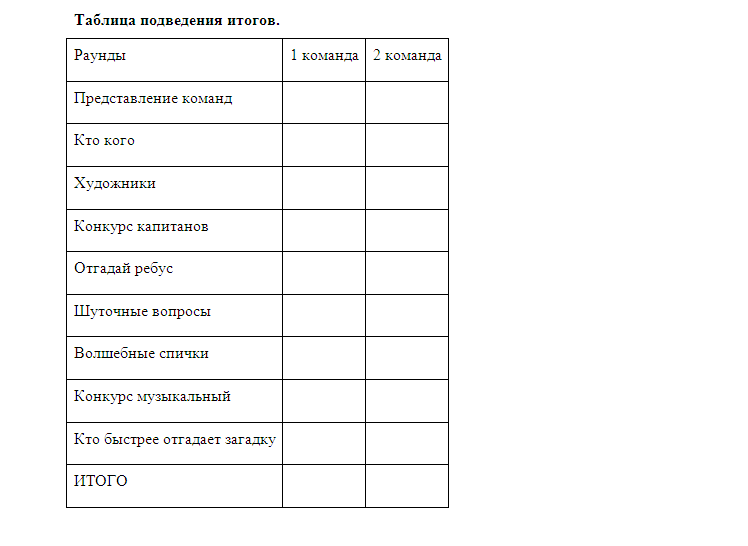 Таблица подведения итогов.
Раунды 1 команда 2 команда
Представление команд
Кто кого
Художники
Конкурс капитанов
Отгадай ребус
Шуточные вопросы
Волшебные спички
Конкурс музыкальный
Кто быстрее отгадает загадку
ИТОГО